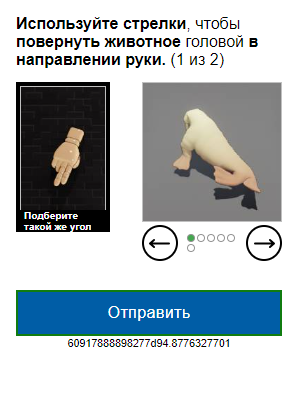 Используйте стрелки, чтобы
повернуть животное головой в
направлении руки. (1 из 2)
Подберите
такой же угол
Отправить
60917888898277d94.8776327701